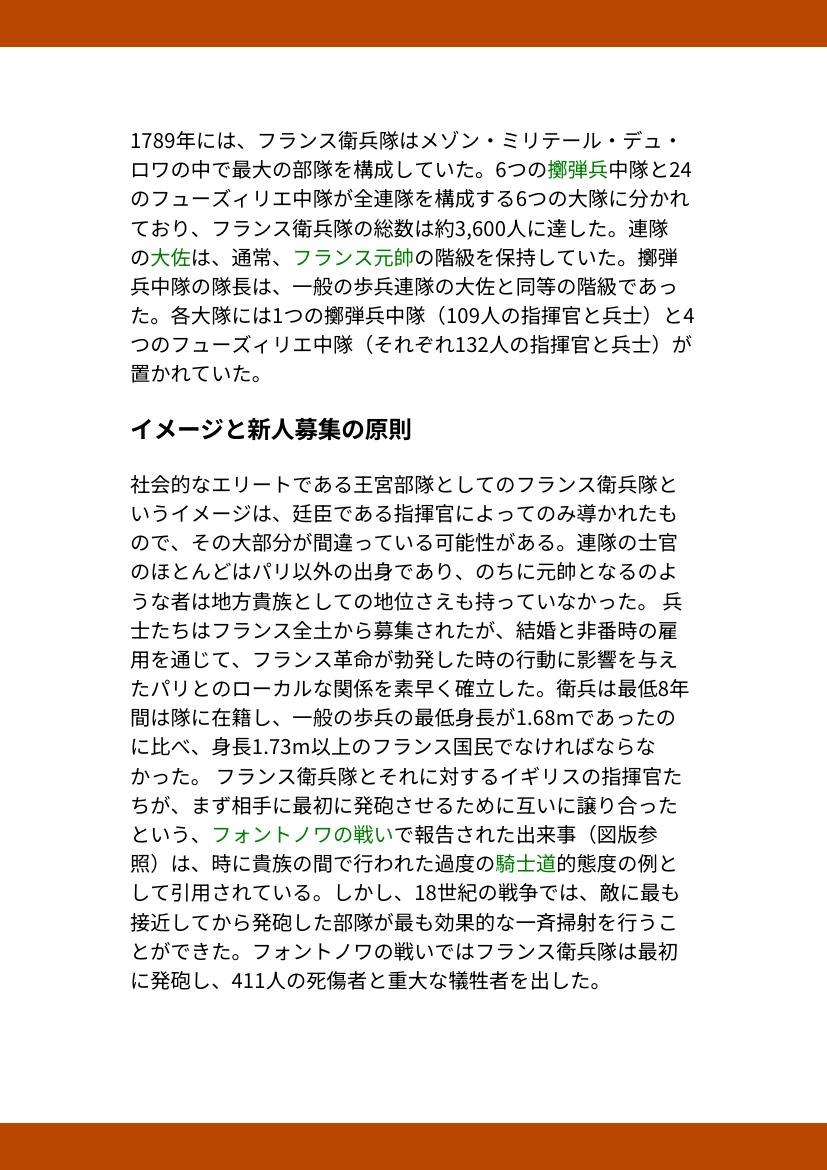 1789年には、フランス衛兵隊はメゾン・ミリテール・デュ・
ロワの中で最大の部隊を構成していた。6つの擲弾兵中隊と24
のフューズィリエ中隊が全連隊を構成する6つの大隊に分かれ
ており、フランス衛兵隊の総数は約3,600人に達した。連隊
の大佐は、通常、フランス元帥の階級を保持していた。擲弾
兵中隊の隊長は、一般の歩兵連隊の大佐と同等の階級であっ
た。各大隊には1つの擲弾兵中隊（109人の指揮官と兵士）と4
つのフューズィリエ中隊（それぞれ132人の指揮官と兵士）が
置かれていた。
イメージと新人募集の原則
社会的なエリートである王宮部隊としてのフランス衛兵隊と
いうイメージは、廷臣である指揮官によってのみ導かれたも
ので、その大部分が間違っている可能性がある。連隊の士官
のほとんどはパリ以外の出身であり、のちに元帥となるのよ
うな者は地方貴族としての地位さえも持っていなかった。 兵
士たちはフランス全土から募集されたが、結婚と非番時の雇
用を通じて、フランス革命が勃発した時の行動に影響を与え
たパリとのローカルな関係を素早く確立した。衛兵は最低8年
間は隊に在籍し、一般の歩兵の最低身長が1.68mであったの
に比べ、身長1.73m以上のフランス国民でなければならな
かった。 フランス衛兵隊とそれに対するイギリスの指揮官た
ちが、まず相手に最初に発砲させるために互いに譲り合った
という、フォントノワの戦いで報告された出来事（図版参
照）は、時に貴族の間で行われた過度の騎士道的態度の例と
して引用されている。しかし、18世紀の戦争では、敵に最も
接近してから発砲した部隊が最も効果的な一斉掃射を行うこ
とができた。フォントノワの戦いではフランス衛兵隊は最初
に発砲し、411人の死傷者と重大な犠牲者を出した。